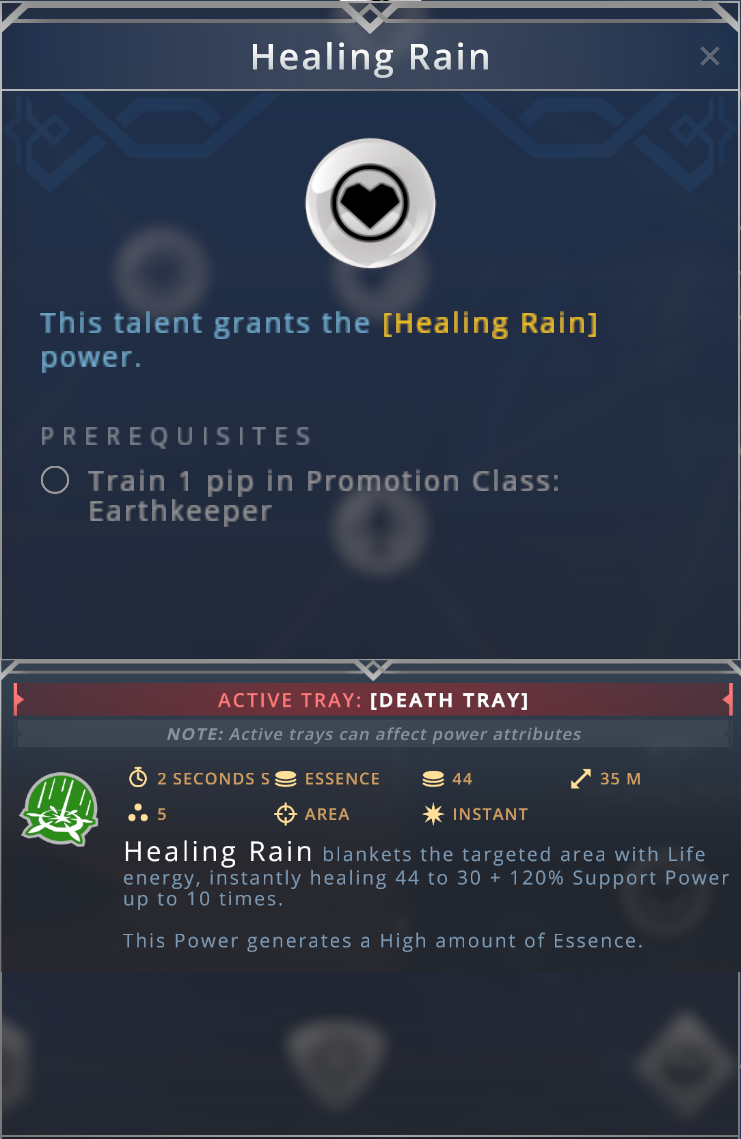 Healing Rain
This talent grants the [Healing Rain]
power.
PREREQUISITES
Train 1 pip in Promotion Class:
Earthkeeper
ACTIVE TRAY: [DEATH TRAY]
NOTE: Active trays can affect power attributes
2 SECONDS S ESSENCE 44 35 M
5 AREA INSTANT
Healing Rain blankets the targeted area with Life
energy, instantly healing 44 to 30 + 120% Support Power
up to 10 times.
This Power generates a High amount of Essence.